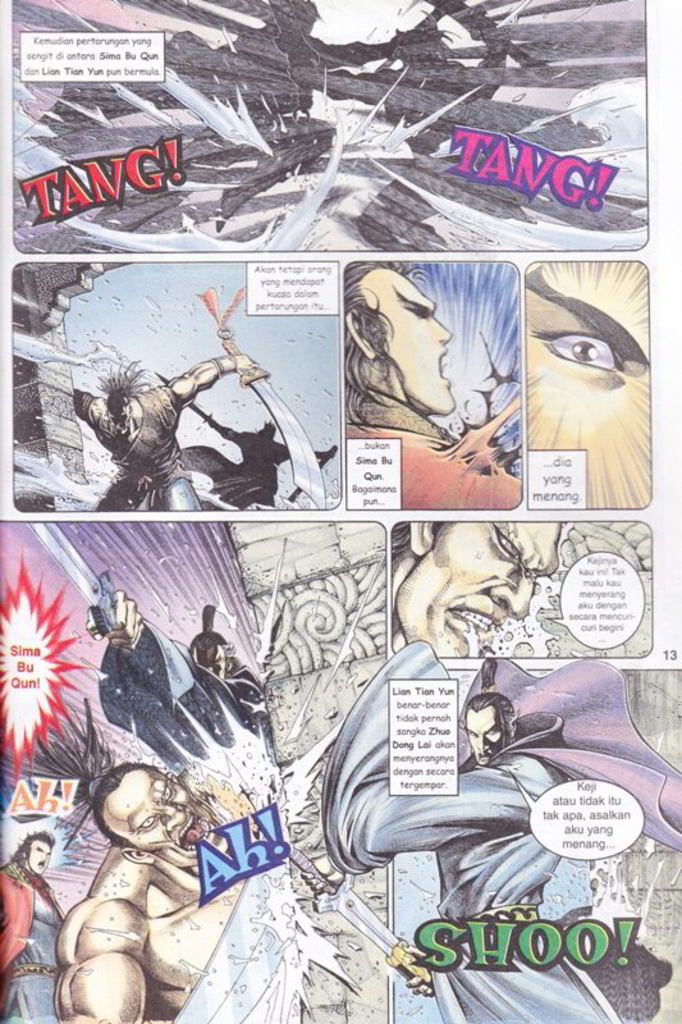 Kemudian pertarungan yang
sengit di antara Sima Bu Qun
dan Lian Tian Yun pun bermula.
TANG!
TANG!
Akan tetapi orang
yang mendapat
kuasa dalam
pertarungan itu...
...bukan
Sima Bu
Qun.
Bagaimana
pun...
...dia
yang
menang.
Sima
Bu
Qun!
Ah!
Ah!
Kejinya
kau ini! Tak
malu kau
menyerang
aku dengan
secara mencuri-
curi begini
13
Lian Tian Yun
benar-benar
tidak pernah
sangka Zhuo
Dong Lai akan
menyerangnya
dengan secara
tergempar.
Keji
atau tidak itu
tak apa, asalkan
aku yang
menang...
SHOO!